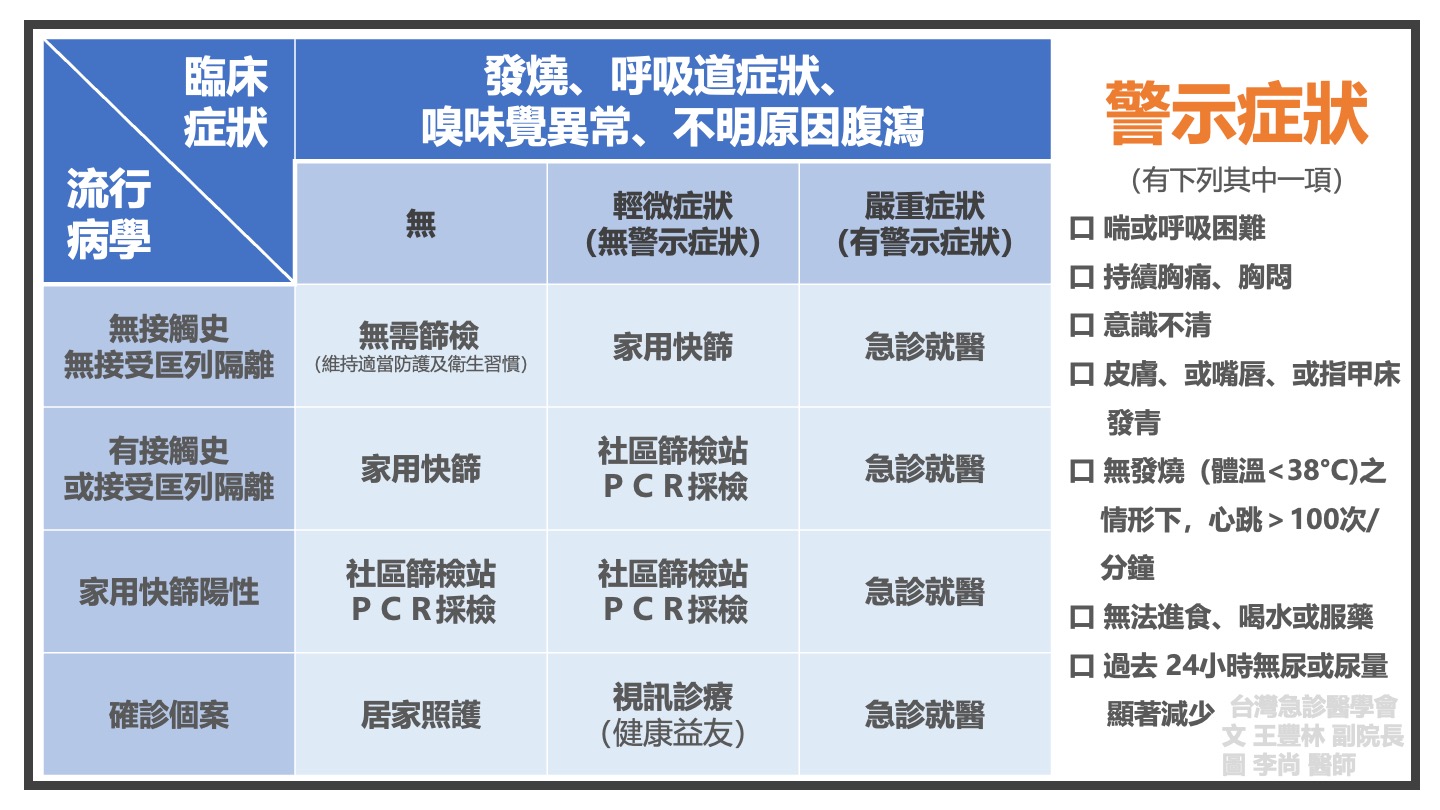 臨床
症狀
流行
病學
發燒、呼吸道症狀、
嗅味覺異常、不明原因腹瀉
無
輕微症狀
(無警示症狀)
嚴重症狀
(有警示症狀)
無接觸史
無接受匡列隔離
無需篩檢
(維持適當防護及衛生習慣)
家用快篩
急診就醫
有接觸史
或接受匡列隔離
家用快篩
社區篩檢站
PCR採檢
急診就醫
家用快篩陽性
社區篩檢站
PCR採檢
社區篩檢站
PCR採檢
急診就醫
確診個案
居家照護
視訊診療
(健康益友)
急診就醫
警示症狀
(有下列其中一項)
口 喘或呼吸困難
口 持續胸痛、胸悶
口 意識不清
口 皮膚、或嘴唇、或指甲床
發青
口 無發燒 (體溫<38°C)之
情形下，心跳>100次/
分鐘
口 無法進食、喝水或服藥
口 過去 24小時無尿或尿量
顯著減少
台灣急診醫學會
文 王豐林 副院長
圖 李尚 醫師